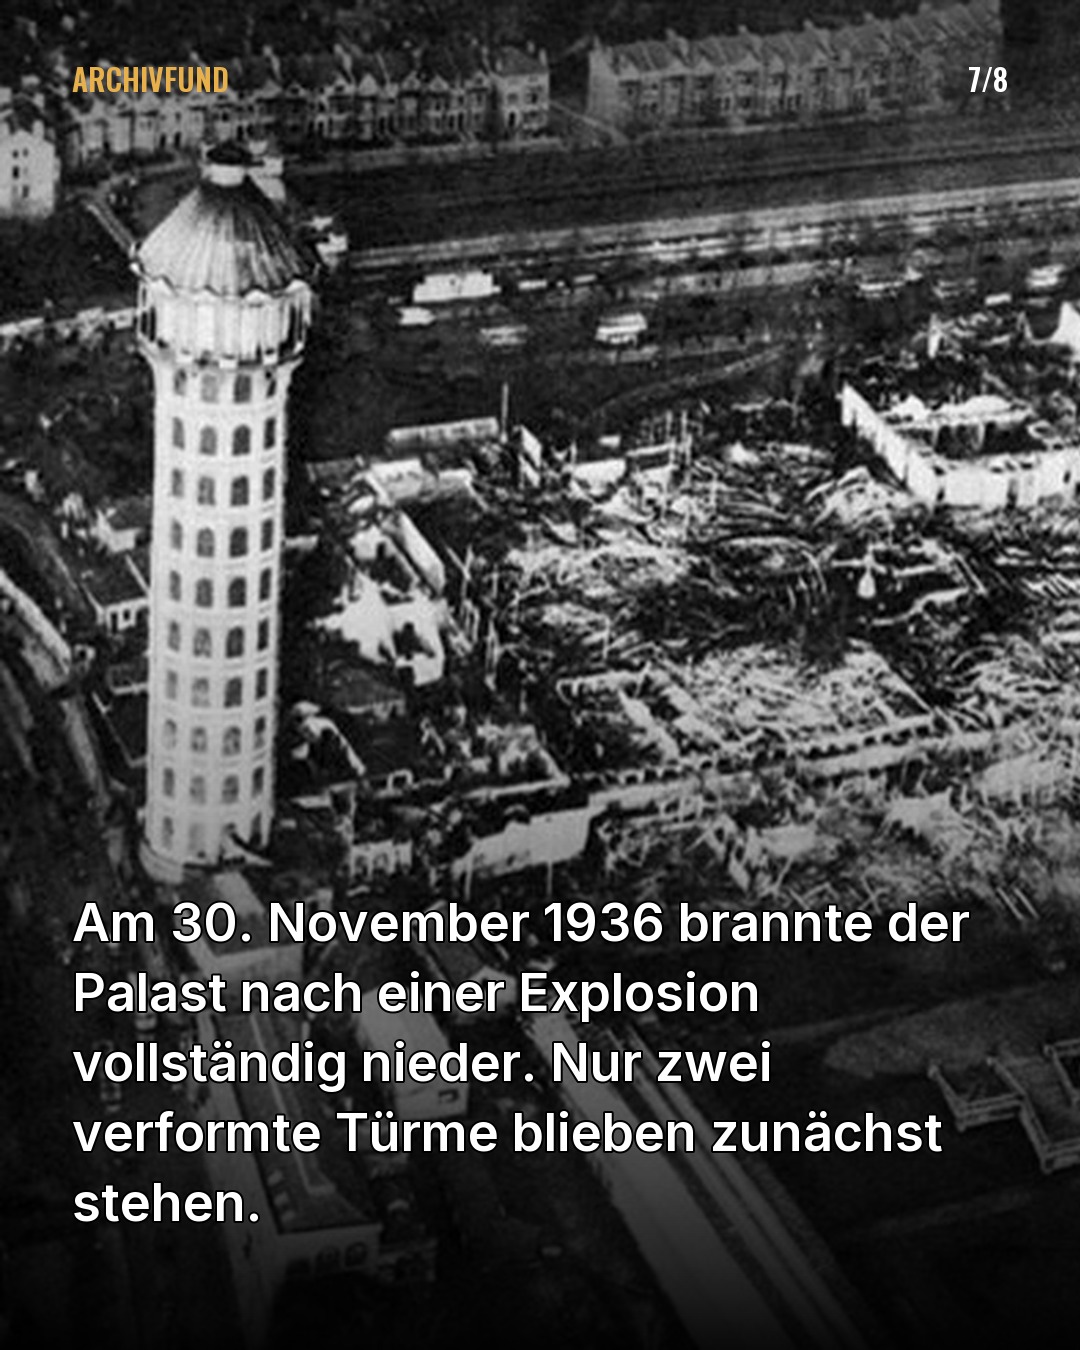 ARCHIVFUND
7/8
Am 30. November 1936 brannte der
Palast nach einer Explosion
vollständig nieder. Nur zwei
verformte Türme blieben zunächst
stehen.